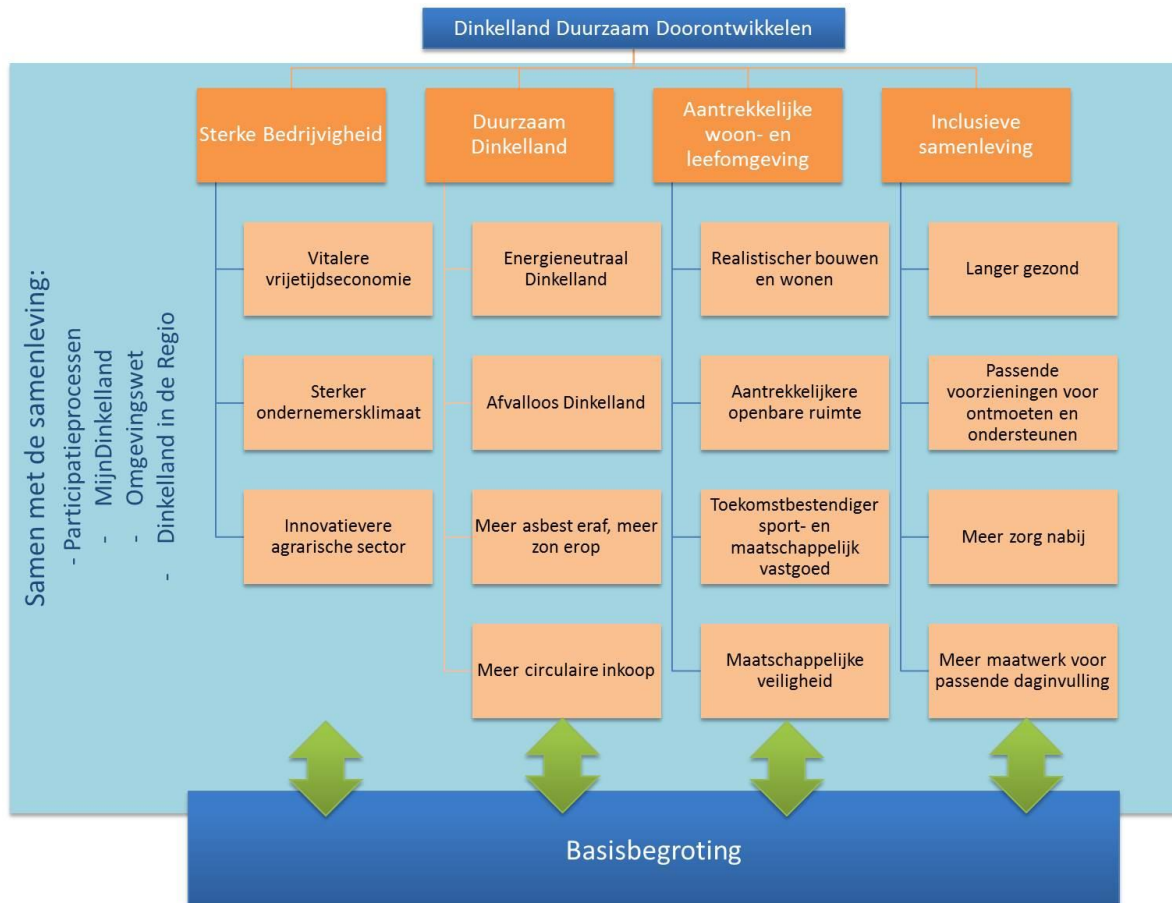 Dinkelland Duurzaam Doorontwikkelen
Sterke Bedrijvigheid
Duurzaam
Dinkelland
Aantrekkelijke
woon- en
leefomgeving
Inclusieve
samenleving
Vitalere
vrijetijdseconomie
Energieneutraal
Dinkelland
Realistischer bouwen
en wonen
Langer gezond
Sterker
ondernemersklimaat
Afvalloos Dinkelland
Aantrekkelijkere
openbare ruimte
Passende
voorzieningen voor
ontmoeten en
ondersteunen
Innovatievere
agrarische sector
Meer asbest eraf, meer
zon erop
Toekomstbestendiger
sport- en
maatschappelijk
vastgoed
Meer zorg nabij
Meer circulaire inkoop
Maatschappelijke
veiligheid
Meer maatwerk voor
passende daginvulling
Samen met de samenleving:
- Participatieprocessen
- MijnDinkelland
- Omgevingswet
- Dinkelland in de Regio
Basisbegroting